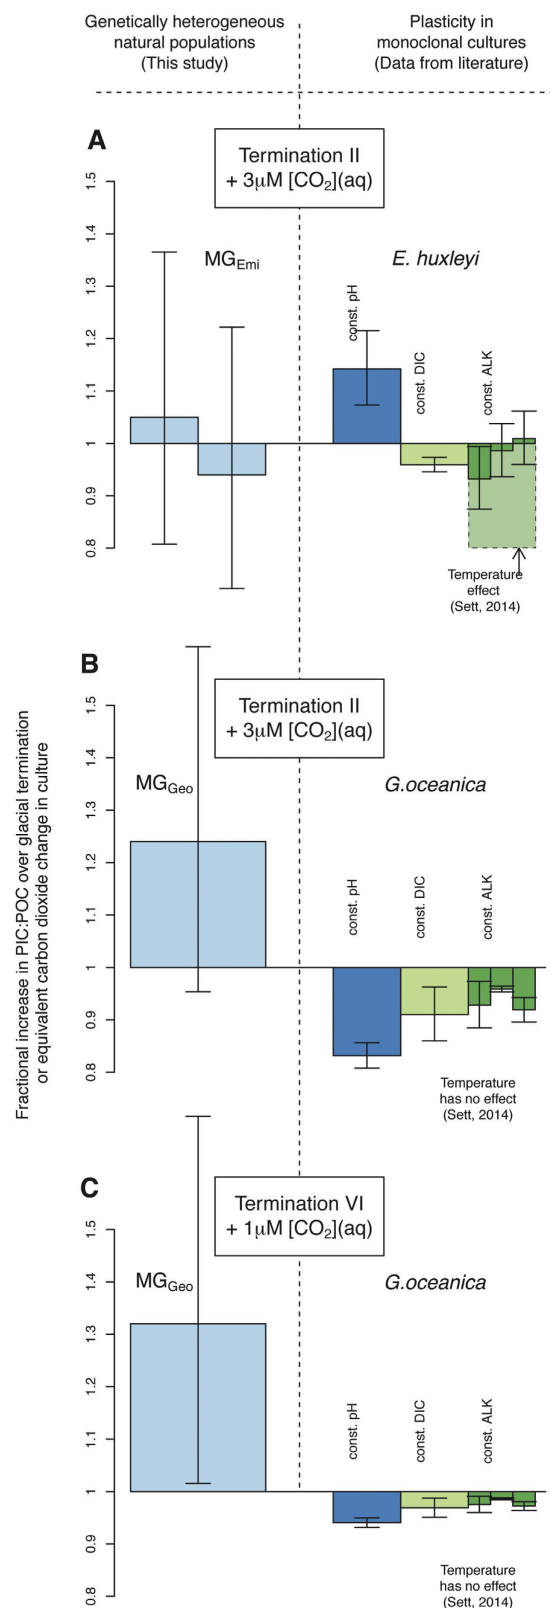 Genetically heterogeneous
natural populations
(This study)
Plasticity in
monoclonal cultures
(Data from literature)
A
Termination II
+ 3μM [CO₂](aq)
MG_Emi
E. huxleyi
const. pH
const. DIC
const. ALK
1.5
1.4
1.3
1.2
1.1
1
0.9
0.8
Temperature
effect
(Sett, 2014)
B
Termination II
+ 3μM [CO₂](aq)
MG_Geo
G.oceanica
const. pH
const. DIC
const. ALK
1.5
1.4
1.3
1.2
1.1
1
0.9
0.8
Temperature
has no effect
(Sett, 2014)
Fractional increase in PIC:POC over glacial termination
or equivalent carbon dioxide change in culture
C
Termination VI
+ 1μM [CO₂](aq)
MG_Geo
G.oceanica
const. pH
const. DIC
const. ALK
1.5
1.4
1.3
1.2
1.1
1
0.9
0.8
Temperature
has no effect
(Sett, 2014)